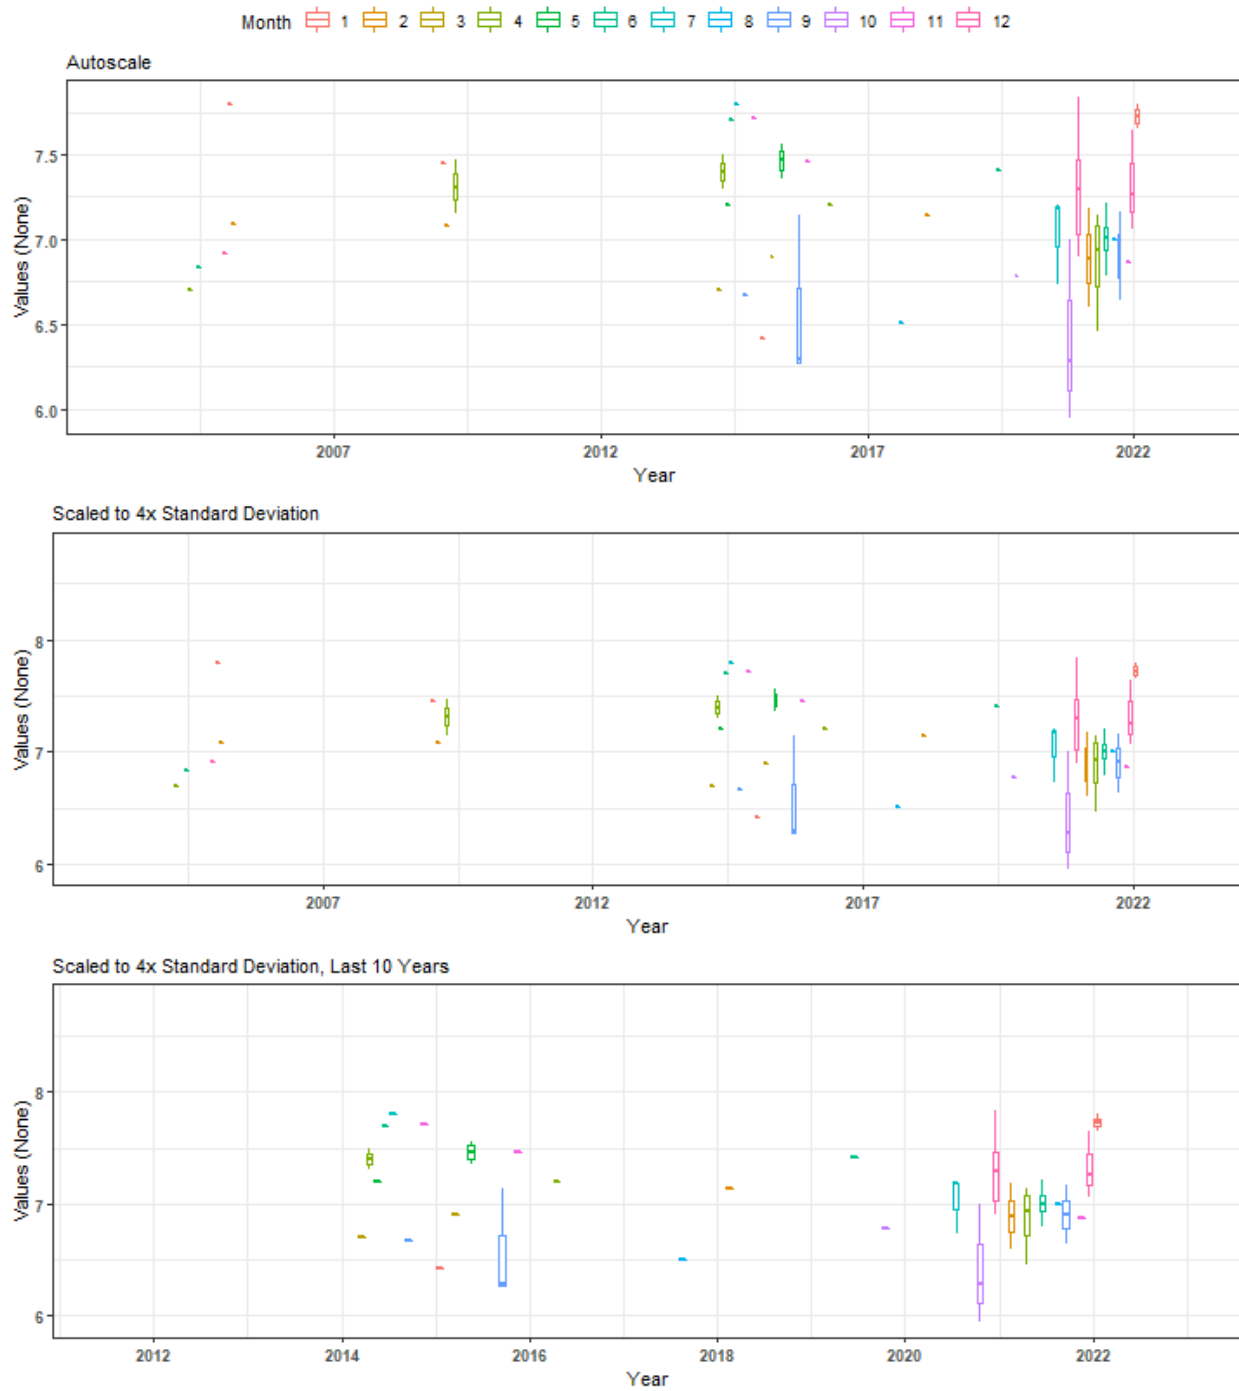 Month 1 2 3 4 5 6 7 8 9 10 11 12
Autoscale
Values (None)
7.5
7.0
6.5
6.0
2007 2012 2017 2022
Year
Scaled to 4x Standard Deviation
Values (None)
8
7
6
2007 2012 2017 2022
Year
Scaled to 4x Standard Deviation, Last 10 Years
Values (None)
8
7
6
2012 2014 2016 2018 2020 2022
Year